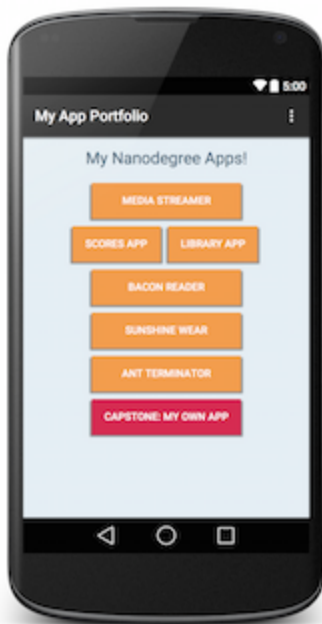 5:00
My App Portfolio
My Nanodegree Apps!
MEDIA STREAMER
SCORES APP LIBRARY APP
BACON READER
SUNSHINE WEAR
ANT TERMINATOR
CAPSTONE: MY OWN APP